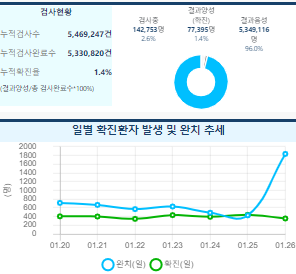 검사현황
누적검사수 5,469,247건
누적검사완료수 5,330,820건
누적확진율 1.4%
(결과양성/총 검사완료수*100%)
검사중
142,753명
2.6%
결과양성
(확진)
77,395명
1.4%
결과음성
5,349,116
명
96.0%
일별 확진환자 발생 및 완치 추세
(명)
2000
1800
1600
1400
1200
1000
800
600
400
200
0
01.20 01.21 01.22 01.23 01.24 01.25 01.26
완치(일) 확진(일)